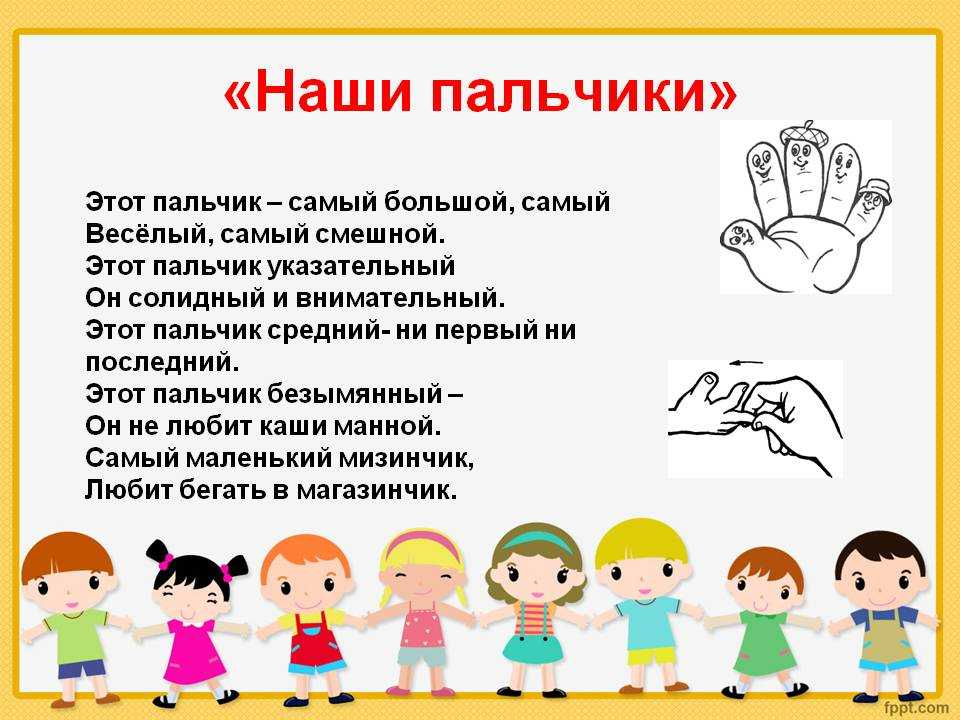 «Наши пальчики»
Этот пальчик – самый большой, самый
Весёлый, самый смешной.
Этот пальчик указательный
Он солидный и внимательный.
Этот пальчик средний- ни первый ни
последний.
Этот пальчик безымянный –
Он не любит каши манной.
Самый маленький мизинчик,
Любит бегать в магазинчик.
fppt.com